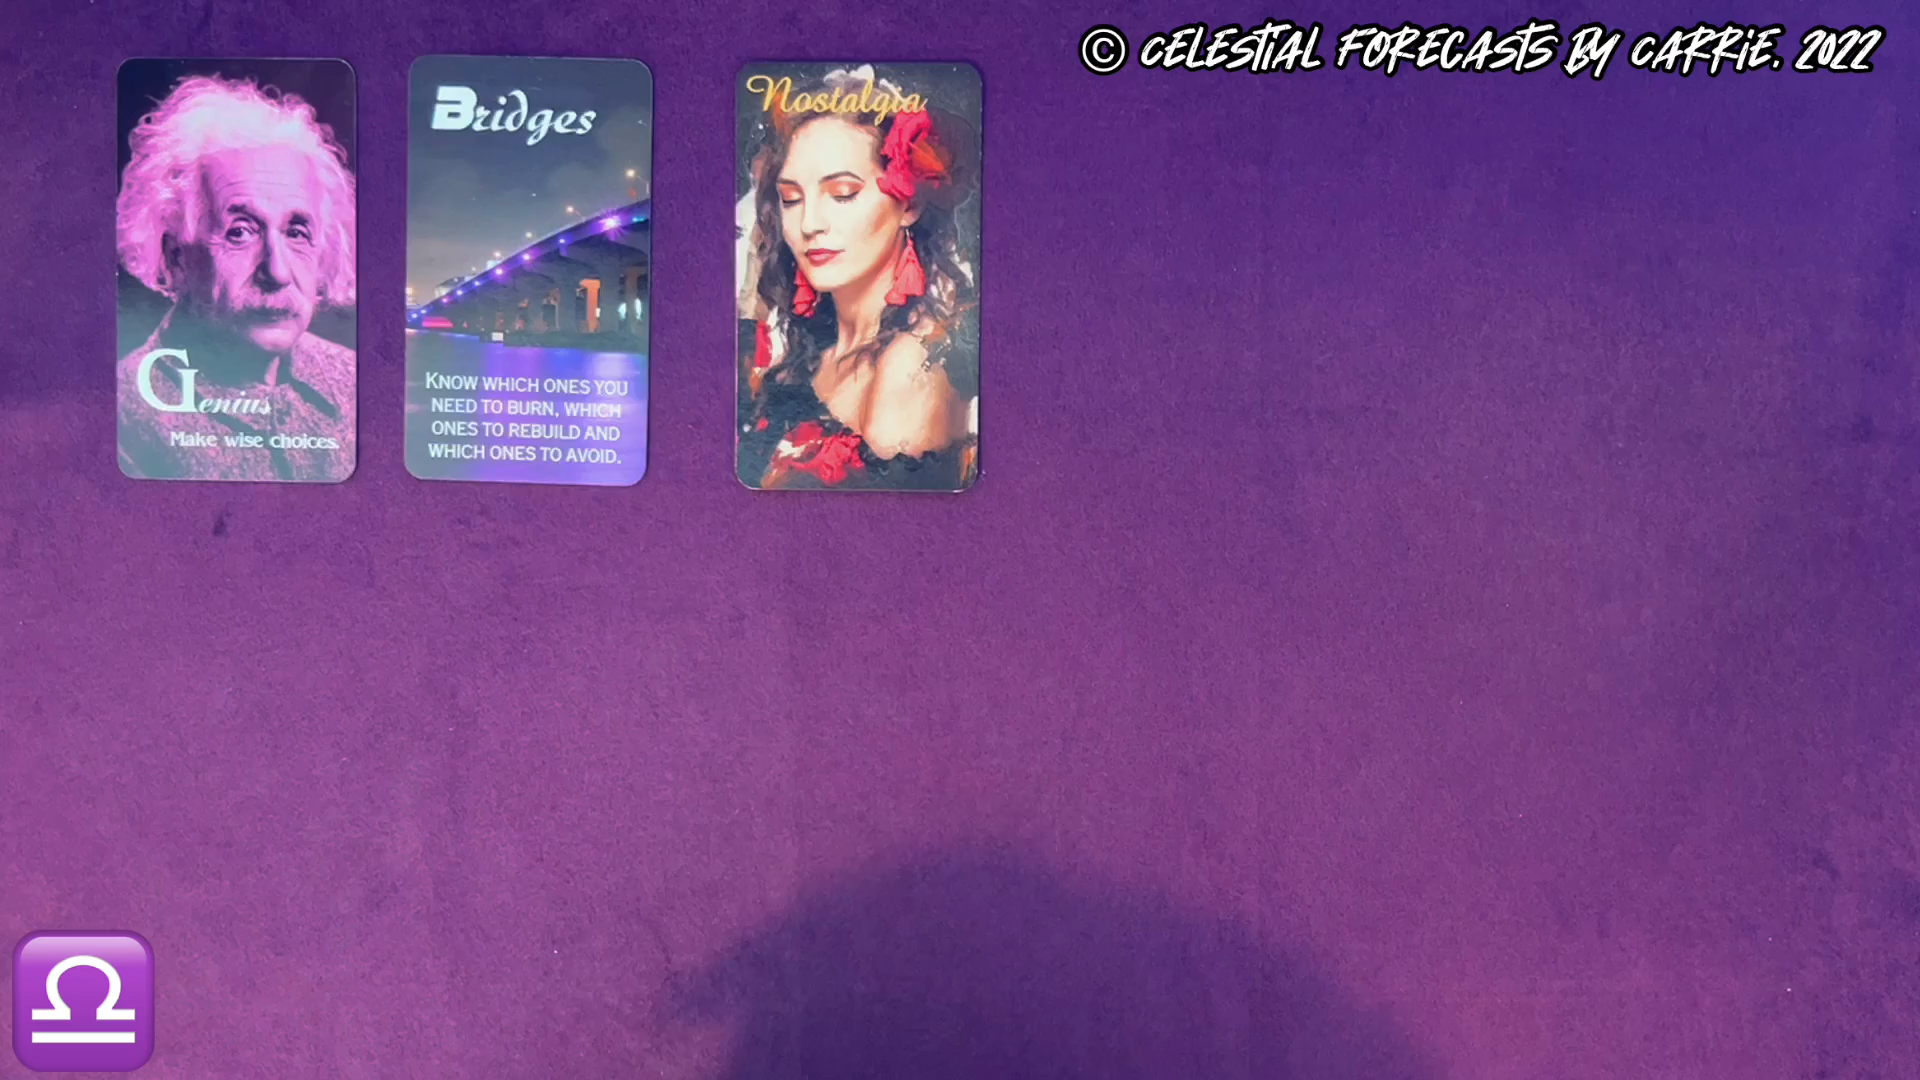 © CELESTIAL FORECASTS BY CARRIE. 2022
Genius
Make wise choices.
Bridges
KNOW WHICH ONES YOU
NEED TO BURN, WHICH
ONES TO REBUILD AND
WHICH ONES TO AVOID.
Nostalgia